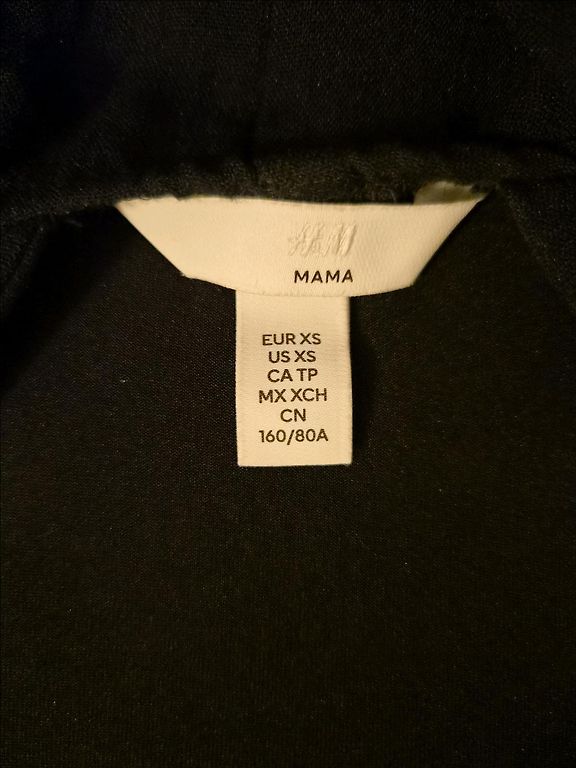 H&M
MAMA
EUR XS
US XS
CA TP
MX XCH
CN
160/80A